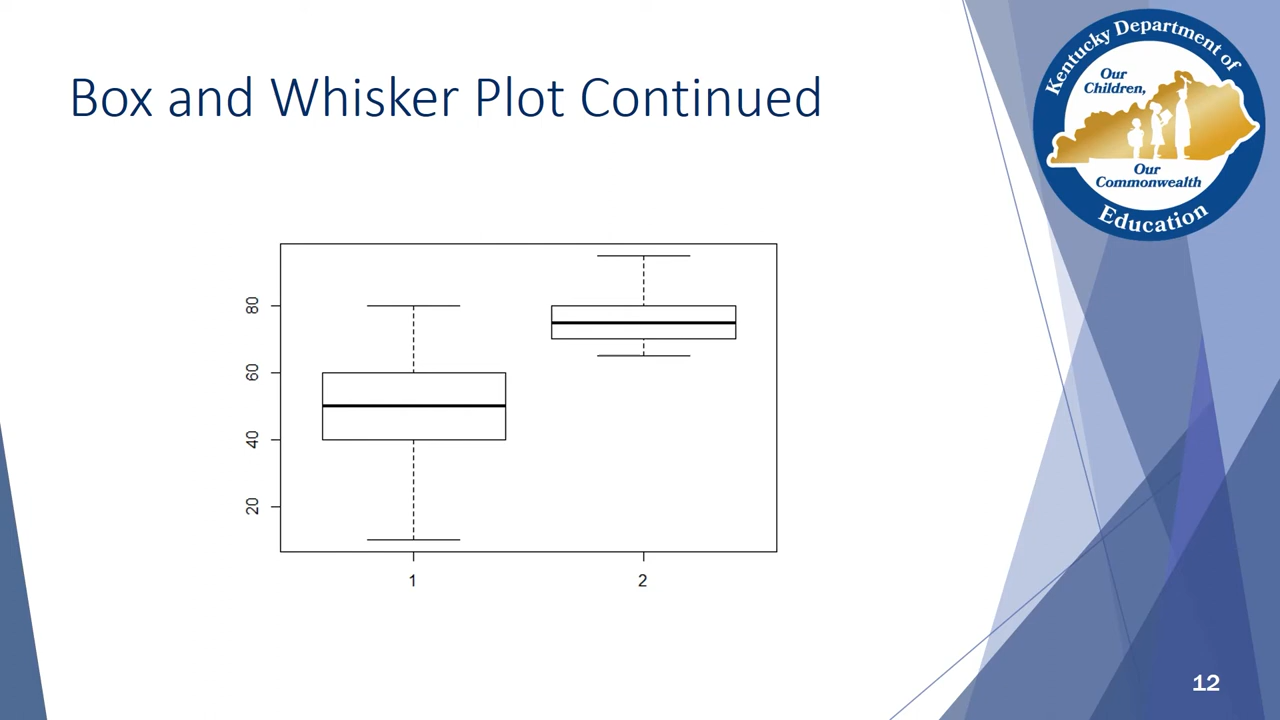 Box and Whisker Plot Continued
Kentucky Department of
Our
Children,
Our
Commonwealth
Education
80
60
40
20
1
2
12